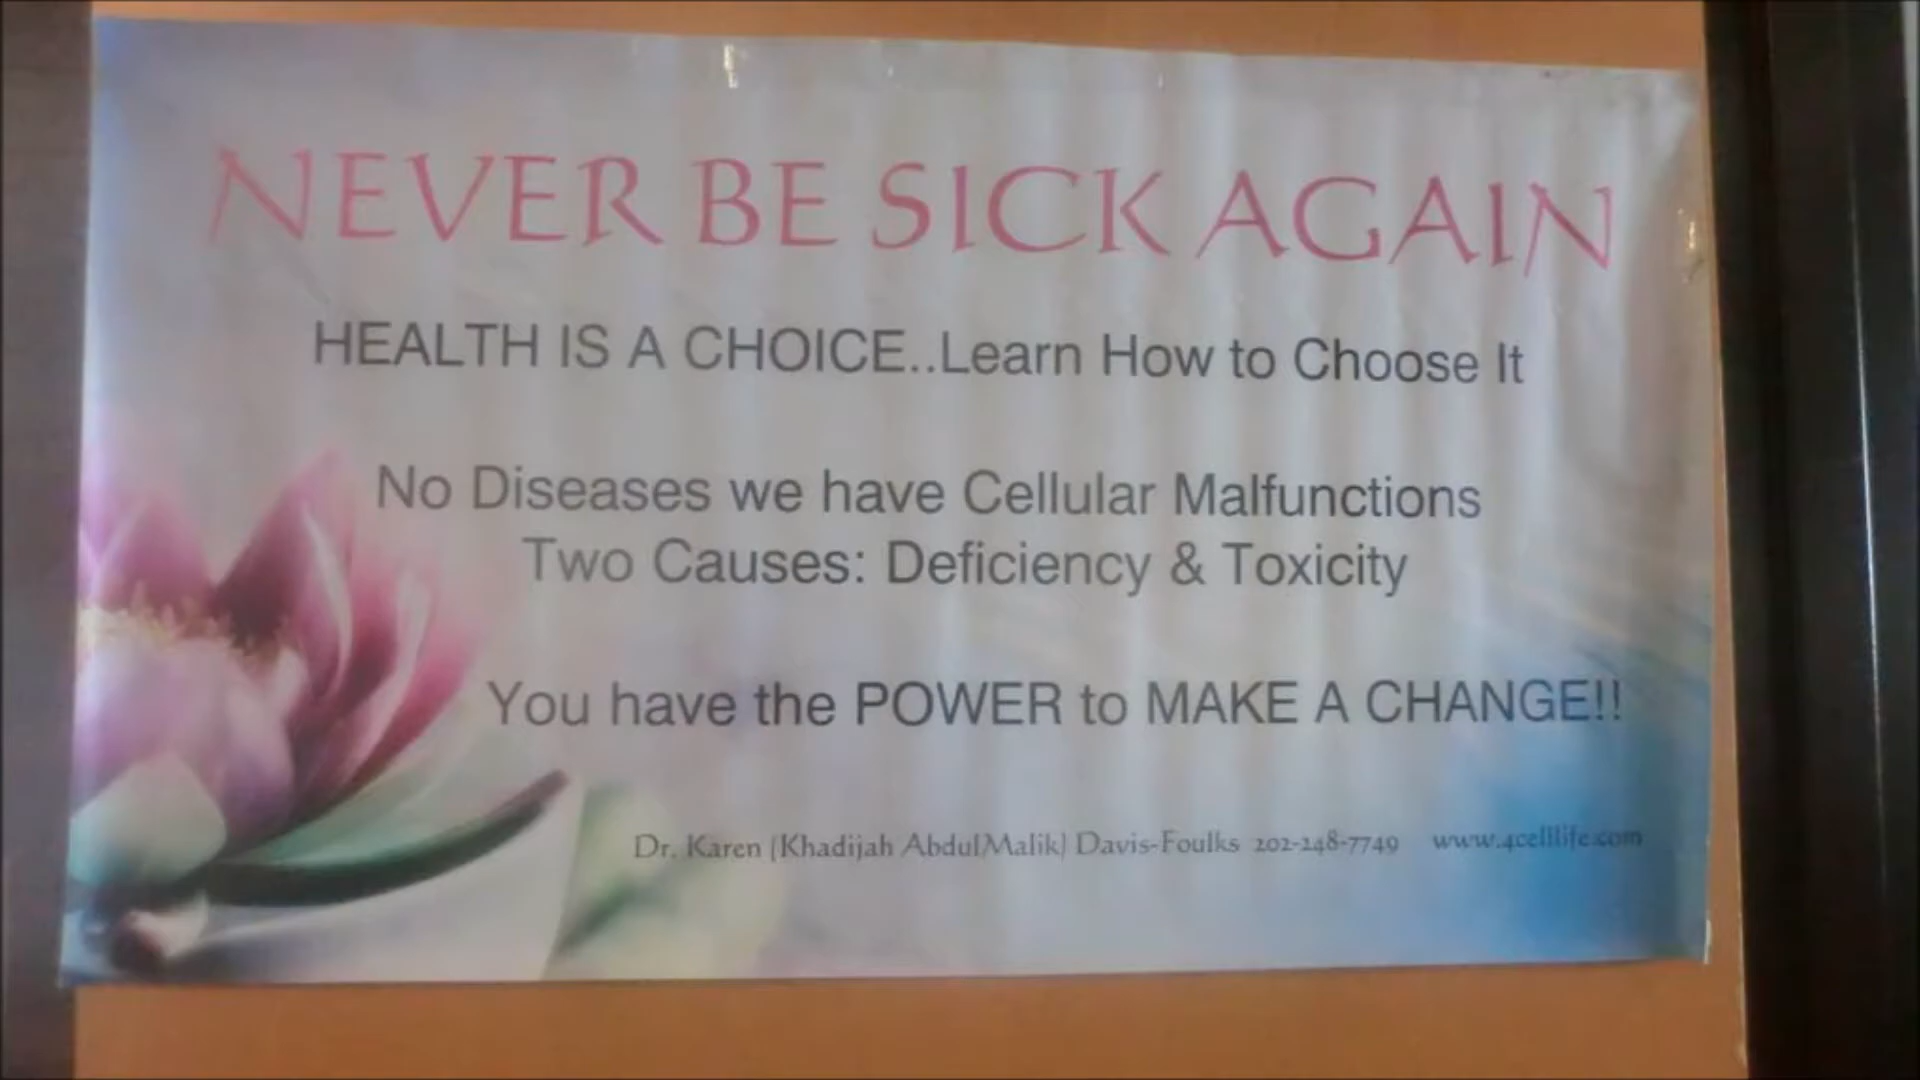 NEVER BE SICK AGAIN
HEALTH IS A CHOICE..Learn How to Choose It
No Diseases we have Cellular Malfunctions
Two Causes: Deficiency & Toxicity
You have the POWER to MAKE A CHANGE!!
Dr. Karen (Khadijah AbdulMalik) Davis-Foulks 202-248-7749 www.4celllife.com